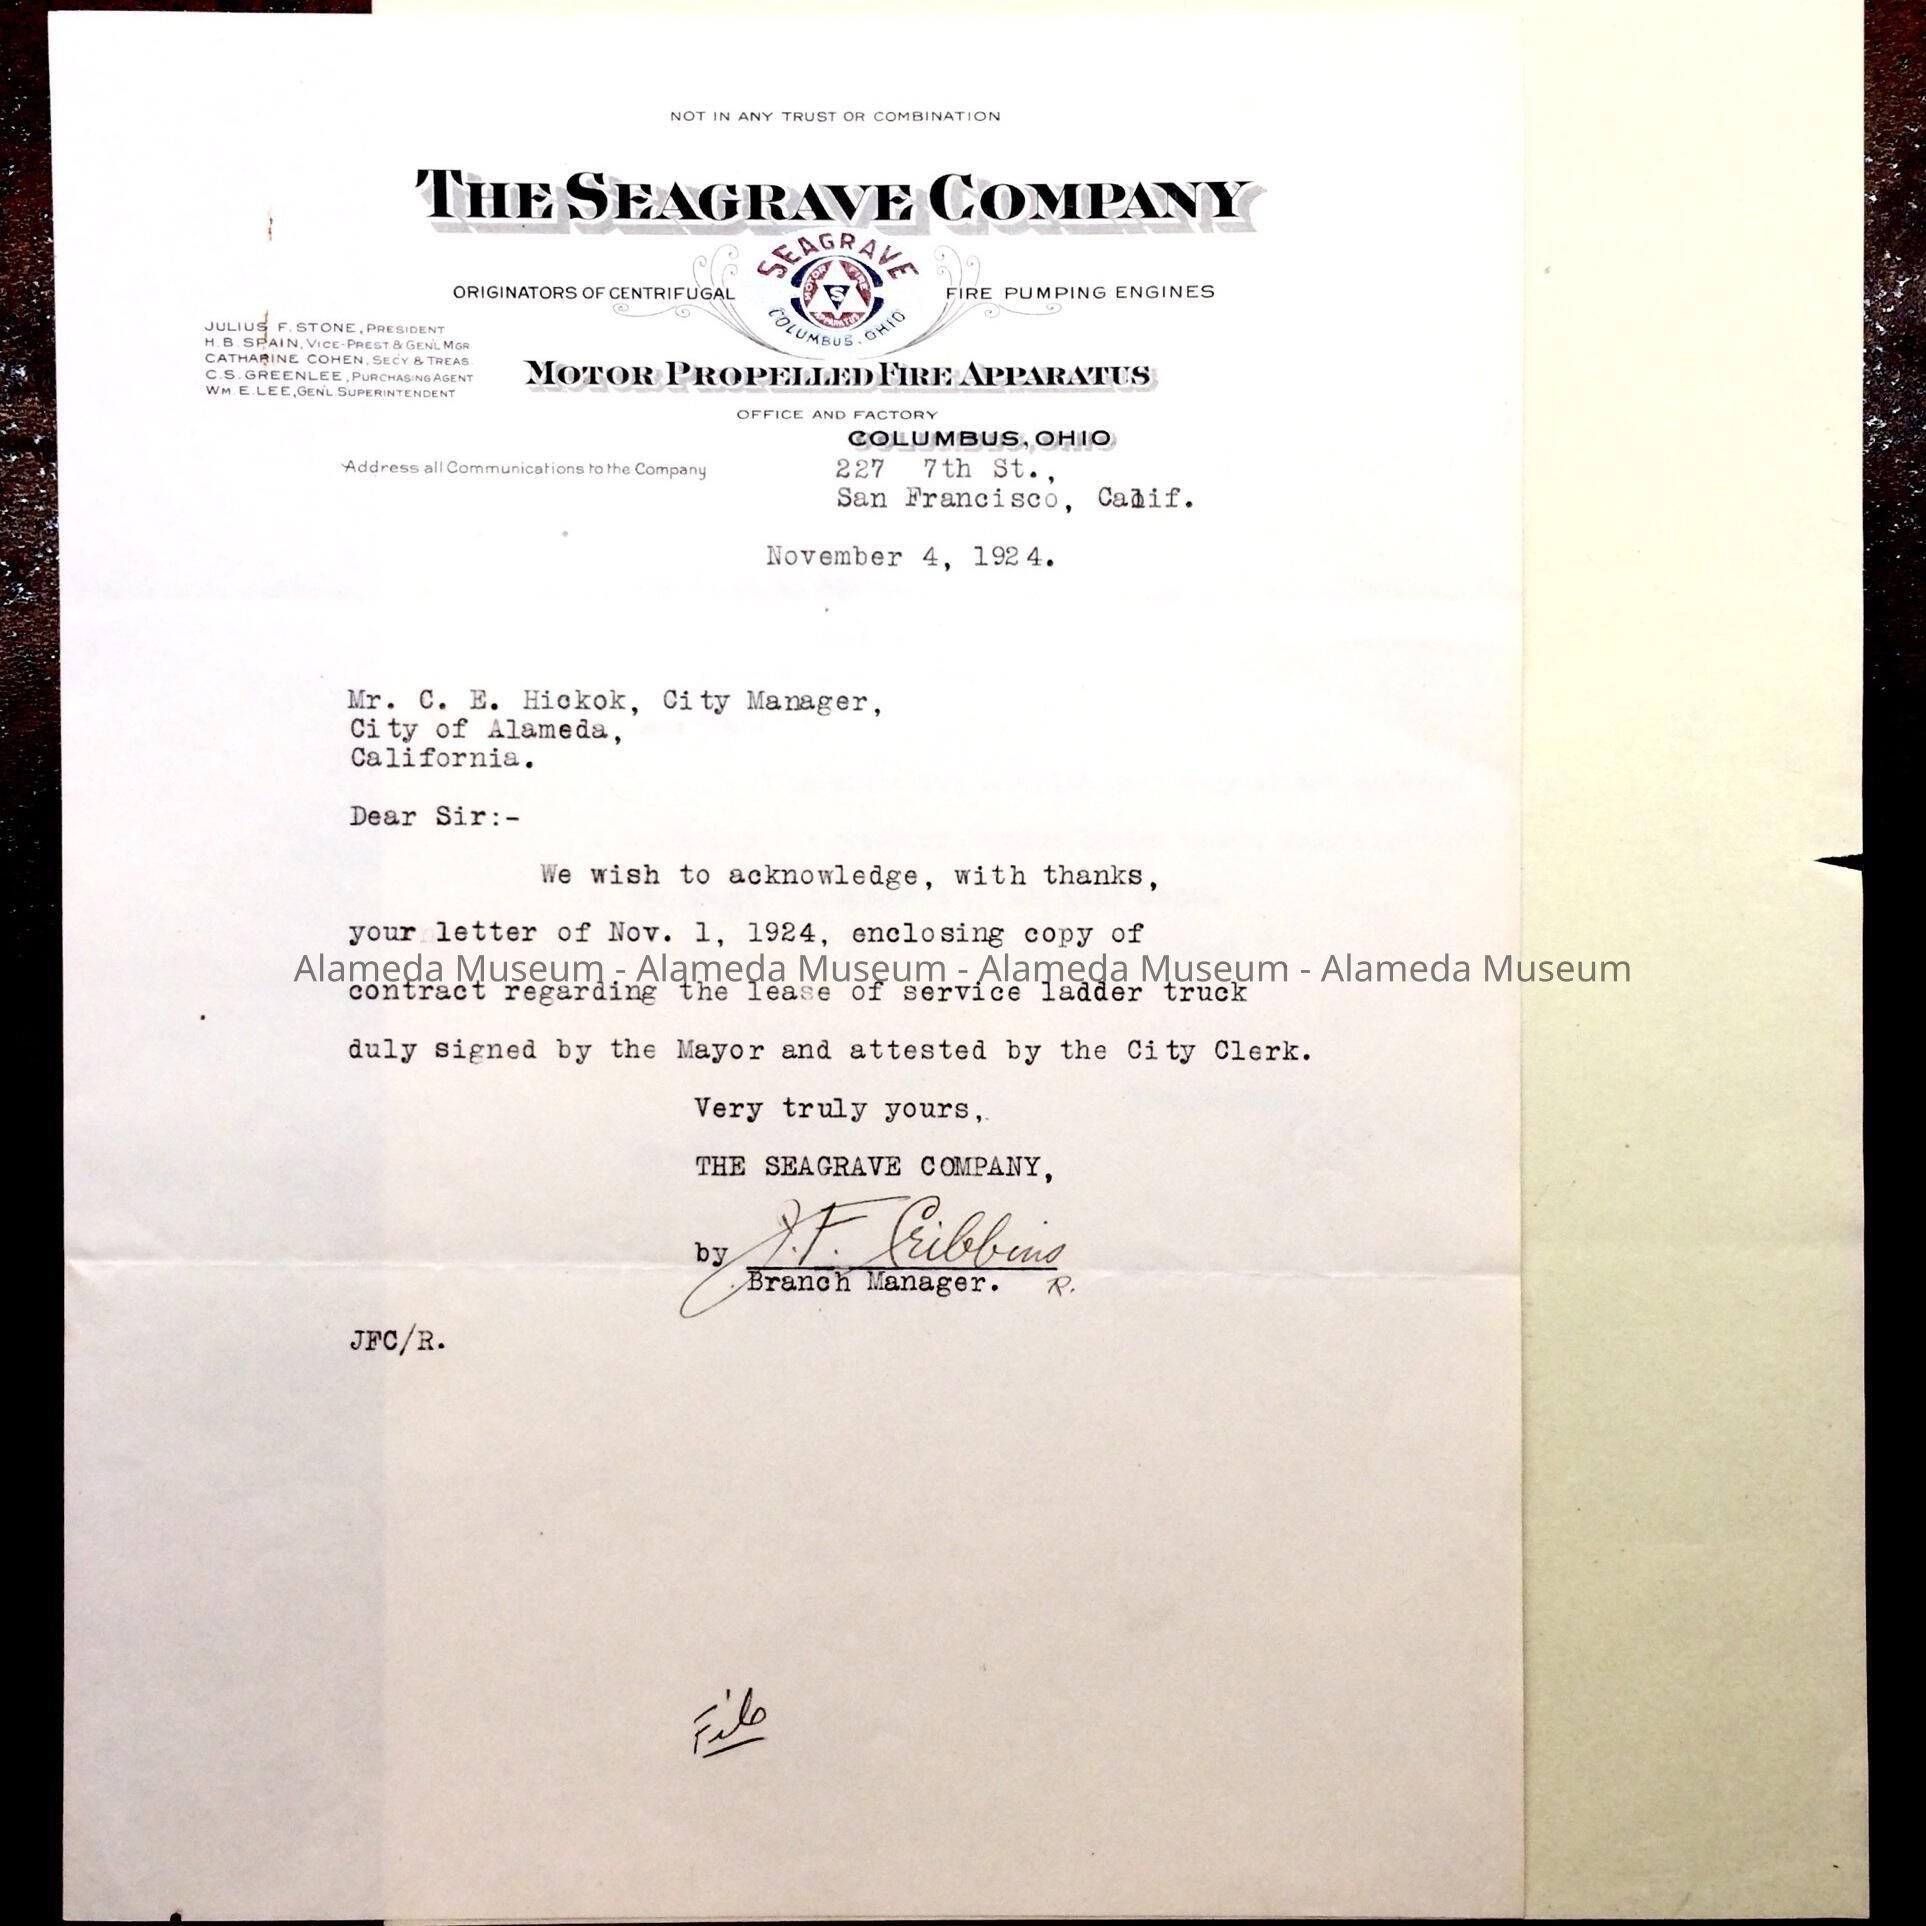 NOT IN ANY TRUST OR COMBINATION
THE SEAGRAVE COMPANY
SEAGRAVE
MOTOR FIRE
S
APPARATUS
COLUMBUS, OHIO
ORIGINATORS OF CENTRIFUGAL FIRE PUMPING ENGINES
JULIUS F. STONE, PRESIDENT
H. B. SPAIN, VICE-PREST & GENL MGR
CATHARINE COHEN, SECY & TREAS.
C. S. GREENLEE, PURCHASING AGENT
WM. E. LEE, GENL SUPERINTENDENT
MOTOR PROPELLED FIRE APPARATUS
OFFICE AND FACTORY
COLUMBUS, OHIO
Address all Communications to the Company
227 7th St.,
San Francisco, Calif.
November 4, 1924.
Mr. C. E. Hickok, City Manager,
City of Alameda,
California.
Dear Sir:-
We wish to acknowledge, with thanks,
your letter of Nov. 1, 1924, enclosing copy of
Alameda Museum - Alameda Museum - Alameda Museum - Alameda Museum
contract regarding the lease of service ladder truck
duly signed by the Mayor and attested by the City Clerk.
Very truly yours,
THE SEAGRAVE COMPANY,
by J. F. Cribbins
Branch Manager. R.
JFC/R.
File